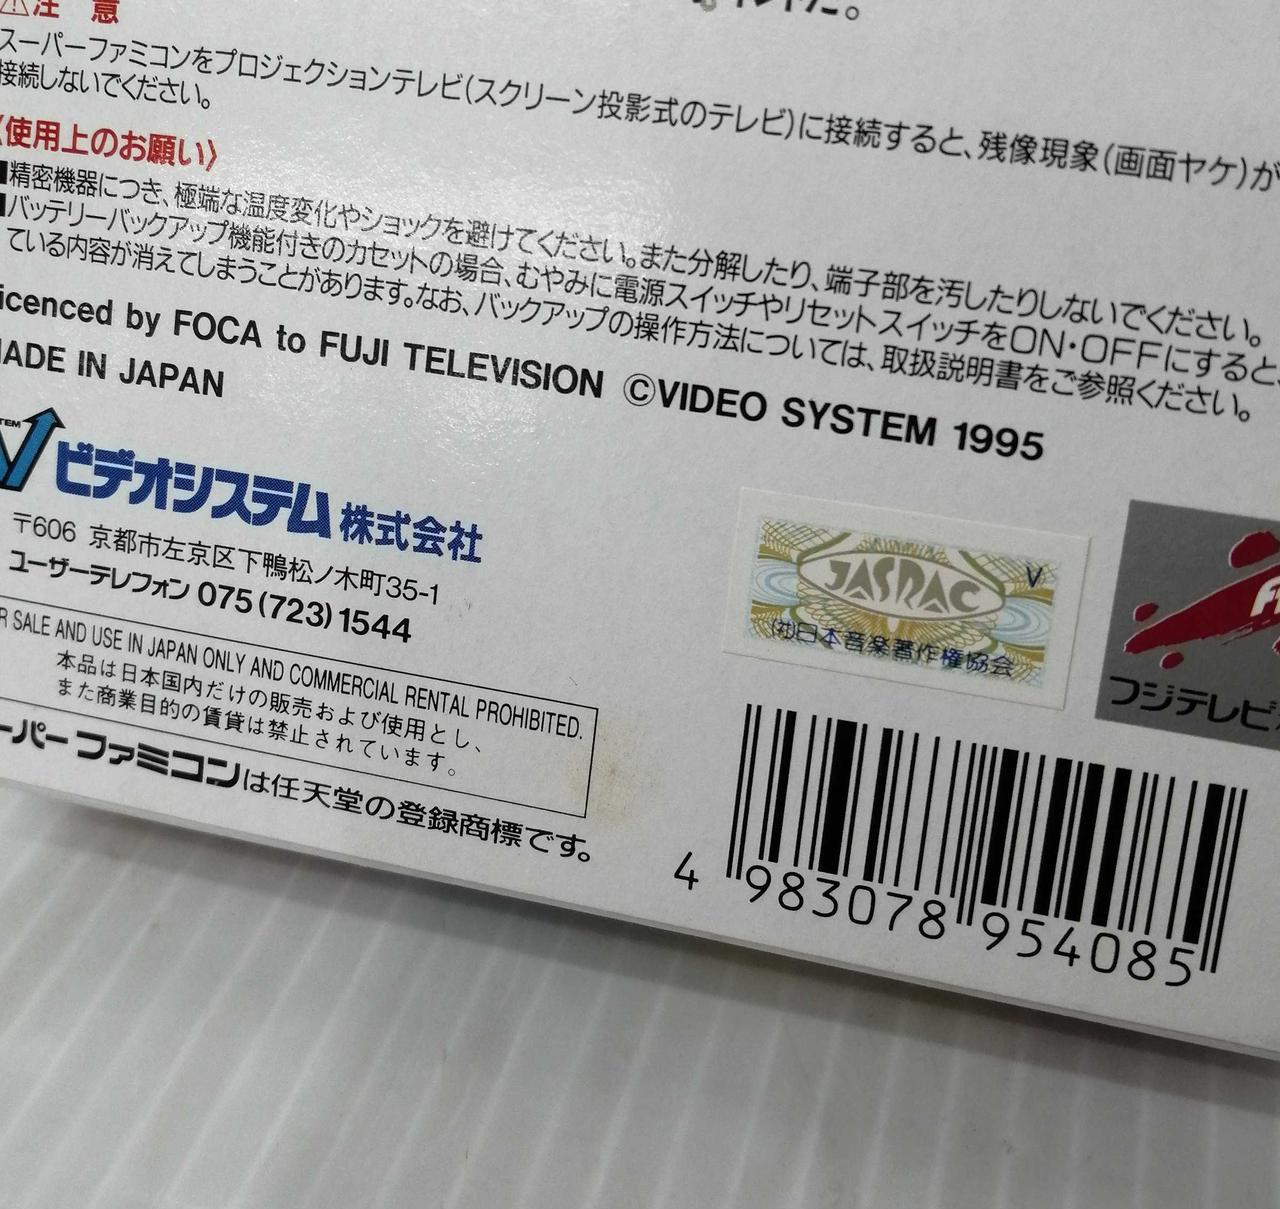 注 意
スーパーファミコンをプロジェクションテレビ(スクリーン投影式のテレビ)に接続すると、残像現象(画面ヤケ)が
接続しないでください。
〈使用上のお願い〉
■精密機器につき、極端な温度変化やショックを避けてください。また分解したり、端子部を汚したりしないでください。
■バッテリーバックアップ機能付きのカセットの場合、むやみに電源スイッチやリセットスイッチをON・OFFにすると、
ている内容が消えてしまうことがあります。なお、バックアップの操作方法については、取扱説明書をご参照ください。
icenced by FOCA to FUJI TELEVISION ©VIDEO SYSTEM 1995
MADE IN JAPAN
ビデオシステム株式会社
〒606 京都市左京区下鴨松ノ木町35-1
ユーザーテレフォン 075(723)1544
R SALE AND USE IN JAPAN ONLY AND COMMERCIAL RENTAL PROHIBITED.
本品は日本国内だけの販売および使用とし、
また商業目的の賃貸は禁止されています。
ーパーファミコンは任天堂の登録商標です。
JASRAC
V
(社)日本音楽著作権協会
フジテレビ
4 983078 954085